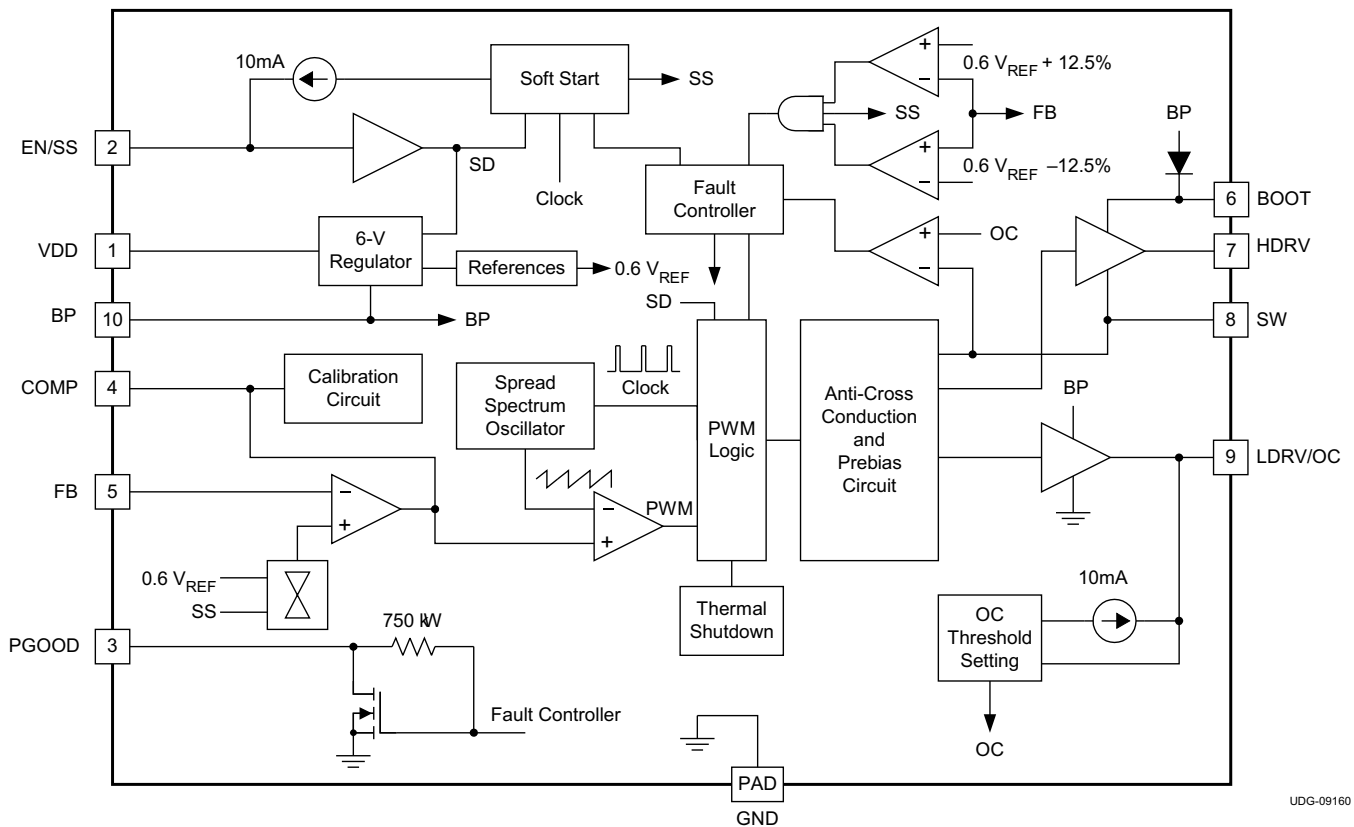 10mA
Soft Start
SS
+
−
0.6 VREF + 12.5%
SS
FB
BP
EN/SS
2
SD
Clock
+
−
0.6 VREF −12.5%
Fault
Controller
6
BOOT
VDD
1
6-V
Regulator
References
0.6 VREF
+
−
OC
7
HDRV
BP
10
BP
SD
8
SW
COMP
4
Calibration
Circuit
Spread
Spectrum
Oscillator
Clock
PWM
Logic
Anti-Cross
Conduction
and
Prebias
Circuit
BP
9
LDRV/OC
FB
5
−
+
−
+
PWM
0.6 VREF
SS
Thermal
Shutdown
10mA
OC
Threshold
Setting
PGOOD
3
750 kW
Fault Controller
OC
PAD
GND
UDG-09160